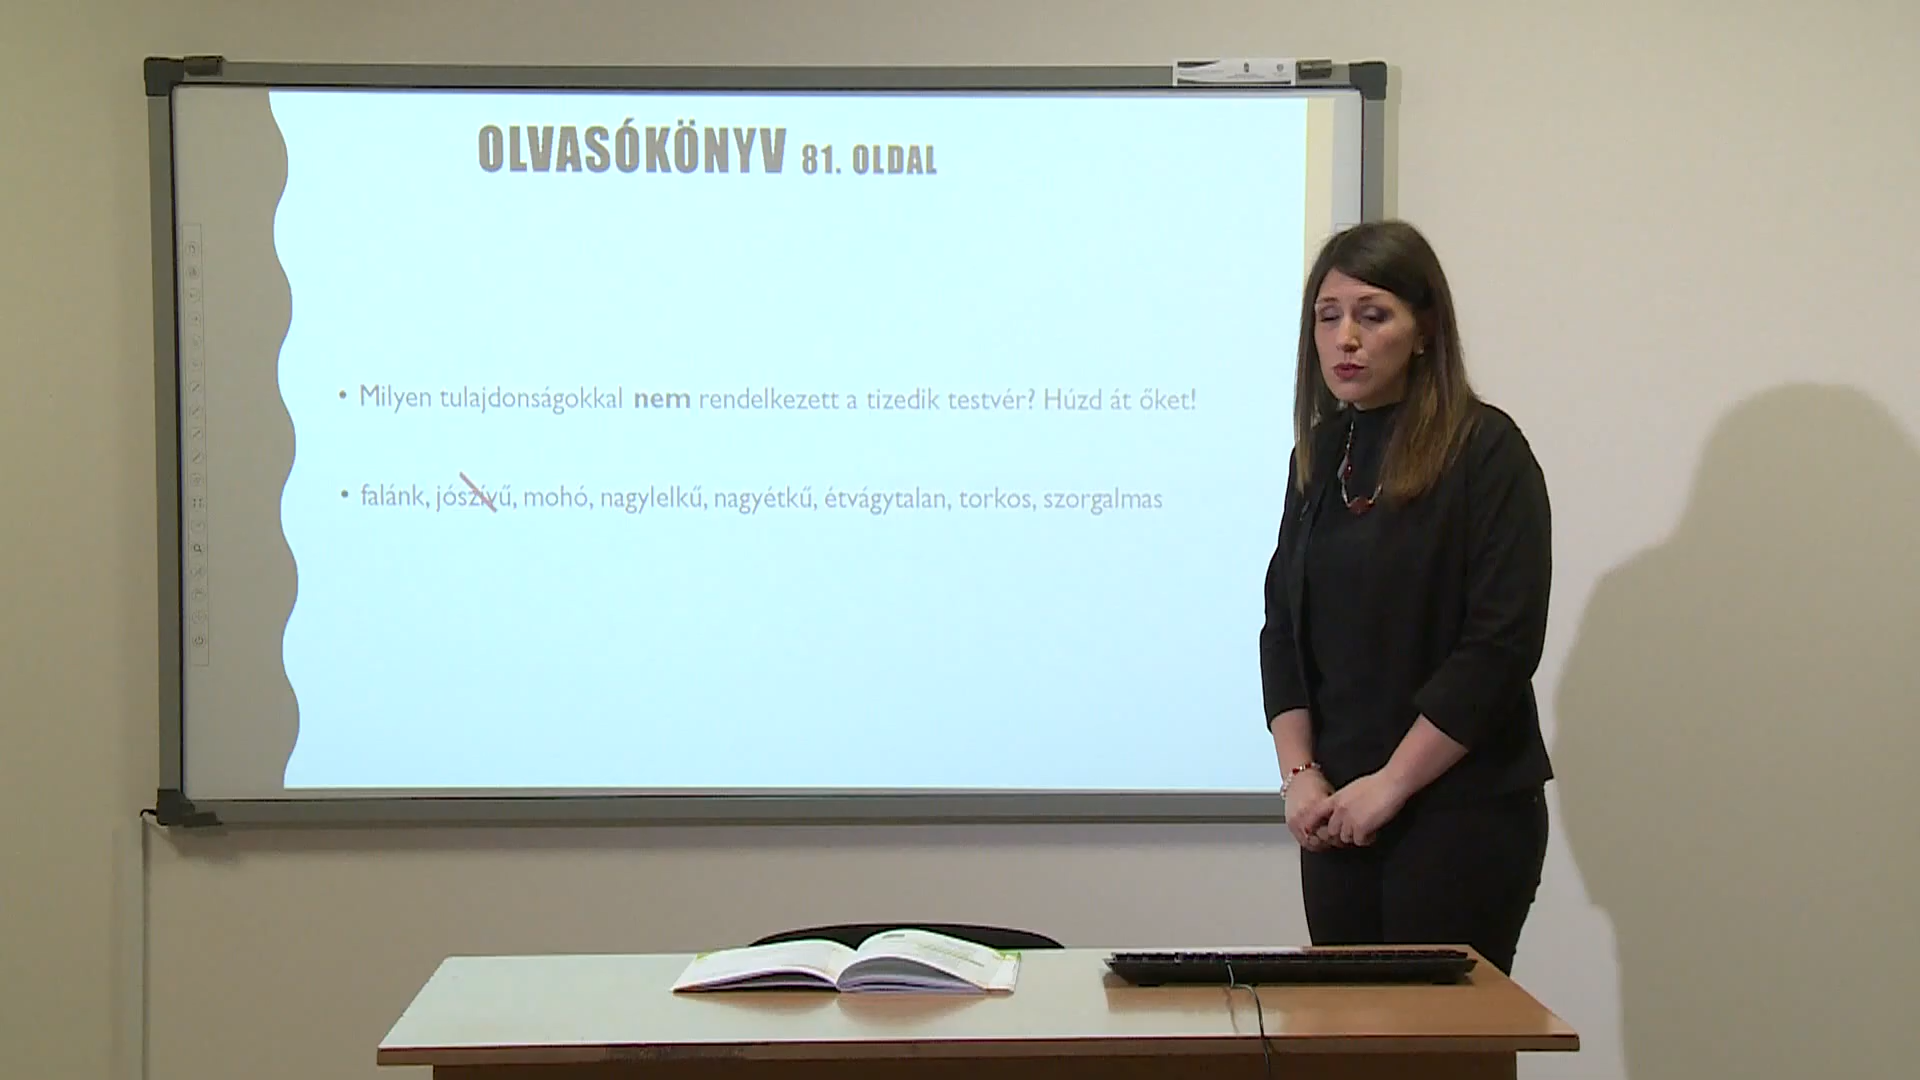 OLVASÓKÖNYV 81. OLDAL
• Milyen tulajdonságokkal nem rendelkezett a tizedik testvér? Húzd át őket!
• falánk, jószívű, mohó, nagylelkű, nagyétkű, étvágytalan, torkos, szorgalmas